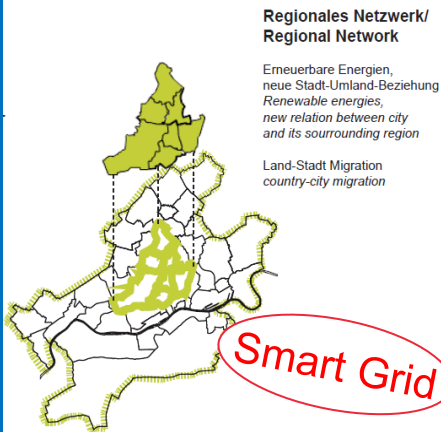 Regionales Netzwerk/
Regional Network
Erneuerbare Energien,
neue Stadt-Umland-Beziehung
Renewable energies,
new relation between city
and its sourrounding region
Land-Stadt Migration
country-city migration
Smart Grid